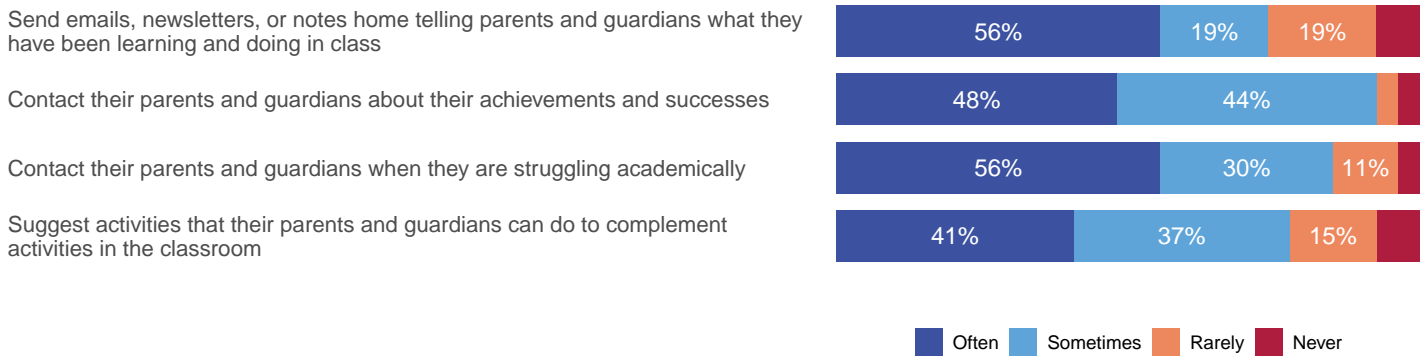 Send emails, newsletters, or notes home telling parents and guardians what they
have been learning and doing in class
56% 19% 19%
Contact their parents and guardians about their achievements and successes
48% 44%
Contact their parents and guardians when they are struggling academically
56% 30% 11%
Suggest activities that their parents and guardians can do to complement
activities in the classroom
41% 37% 15%
Often Sometimes Rarely Never